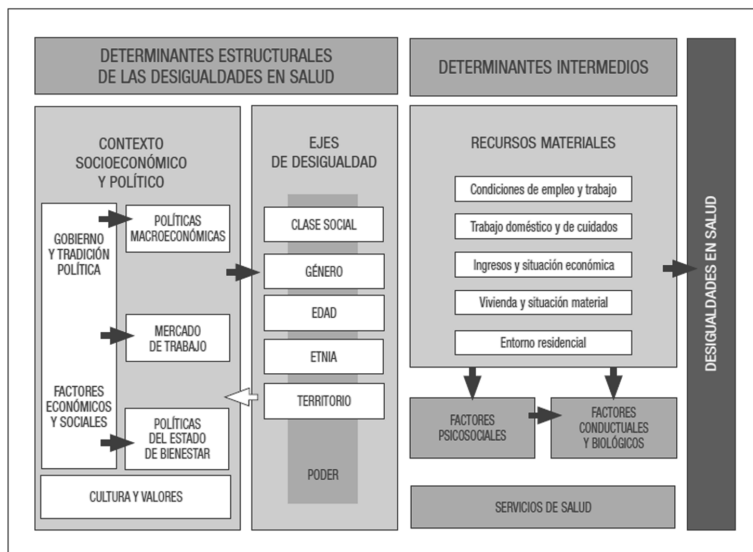 DETERMINANTES ESTRUCTURALES
DE LAS DESIGUALDADES EN SALUD
CONTEXTO
SOCIOECONÓMICO
Y POLÍTICO
GOBIERNO
Y TRADICIÓN
POLÍTICA
FACTORES
ECONÓMICOS
Y SOCIALES
POLÍTICAS
MACROECONÓMICAS
MERCADO
DE TRABAJO
POLÍTICAS
DEL ESTADO
DE BIENESTAR
CULTURA Y VALORES
EJES
DE DESIGUALDAD
CLASE SOCIAL
GÉNERO
EDAD
ETNIA
TERRITORIO
PODER
DETERMINANTES INTERMEDIOS
RECURSOS MATERIALES
Condiciones de empleo y trabajo
Trabajo doméstico y de cuidados
Ingresos y situación económica
Vivienda y situación material
Entorno residencial
FACTORES
PSICOSOCIALES
FACTORES
CONDUCTUALES
Y BIOLÓGICOS
SERVICIOS DE SALUD
DESIGUALDADES EN SALUD